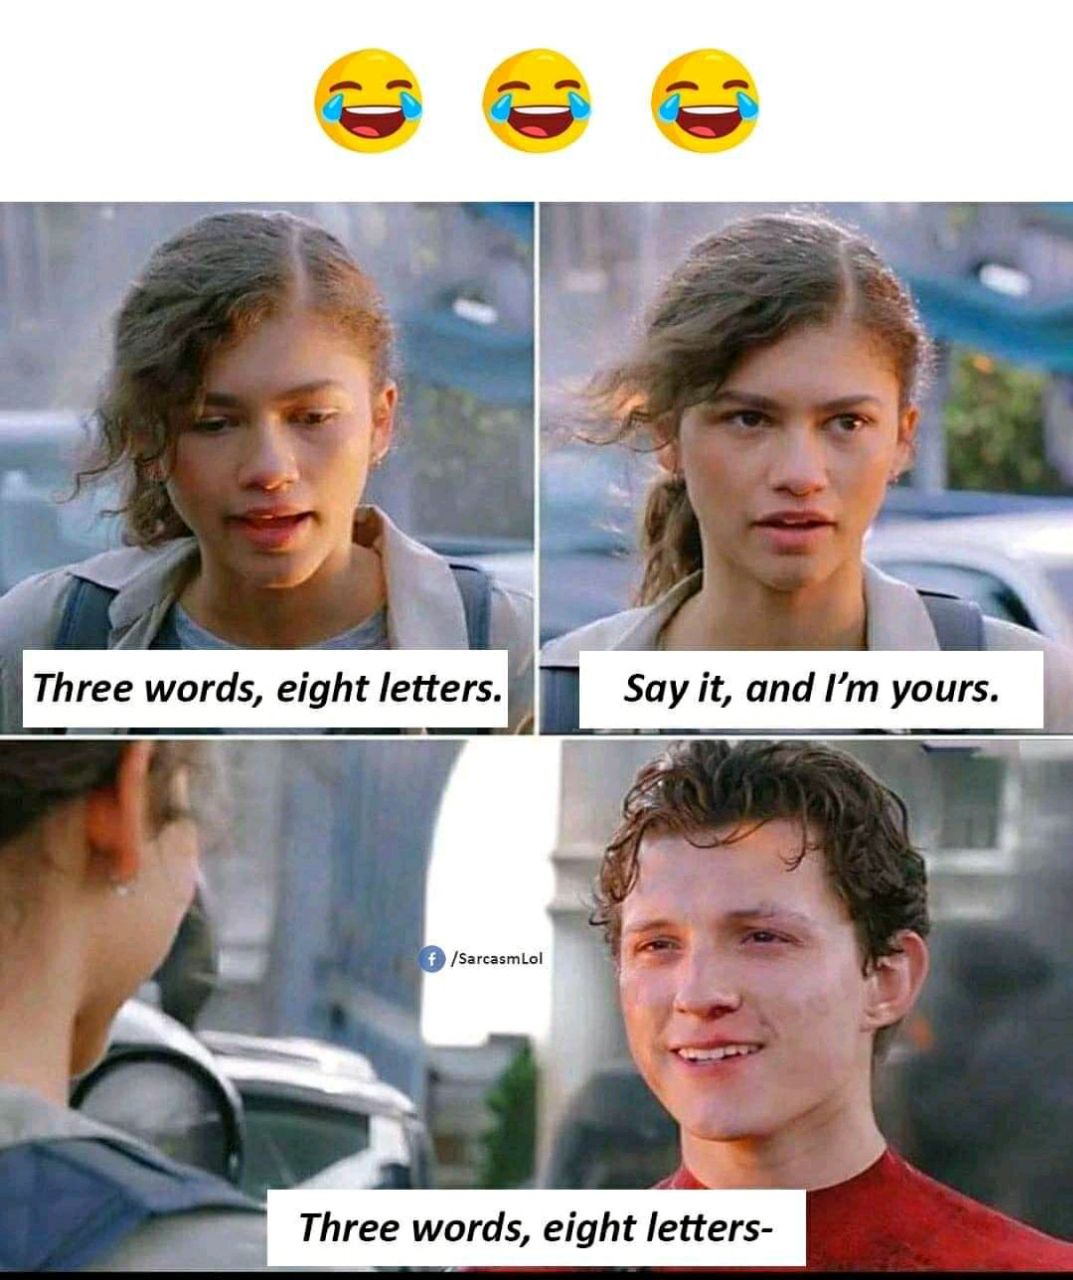 Three words, eight letters.
Say it, and I'm yours.
/SarcasmLol
Three words, eight letters-